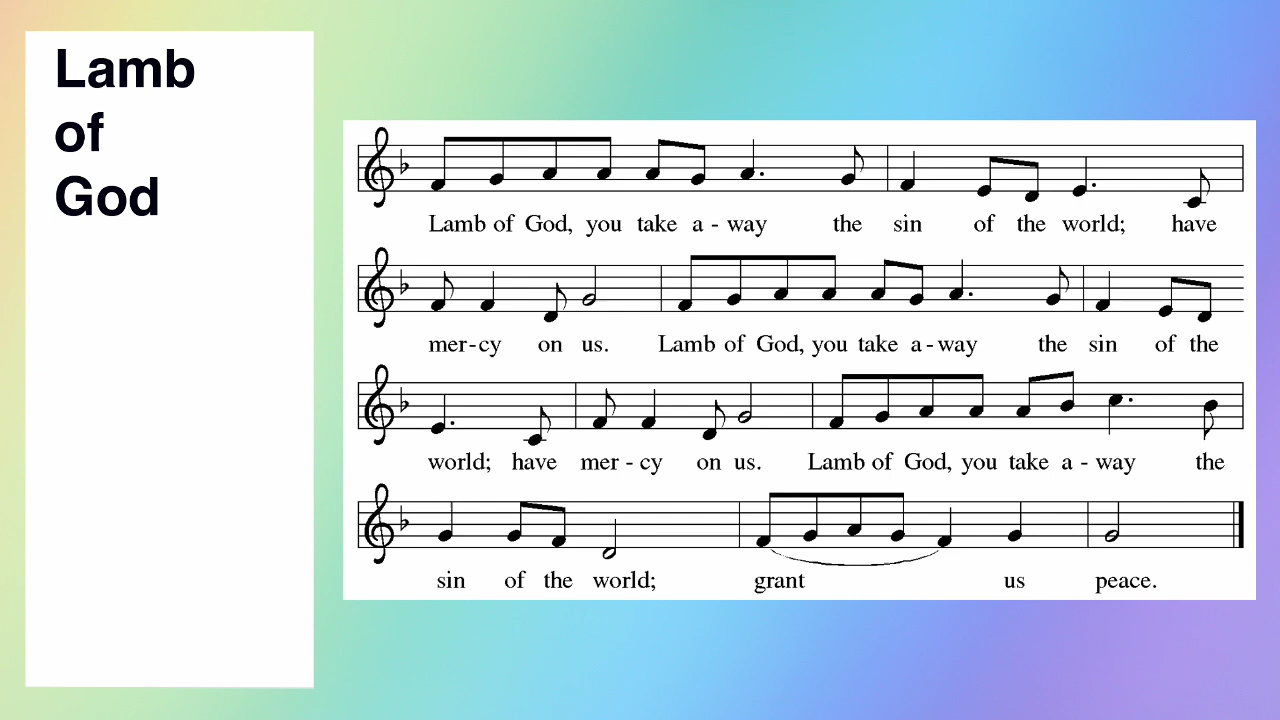 Lamb
of
God
Lamb of God, you take a - way the sin of the world; have
mer - cy on us. Lamb of God, you take a - way the sin of the
world; have mer - cy on us. Lamb of God, you take a - way the
sin of the world; grant us peace.